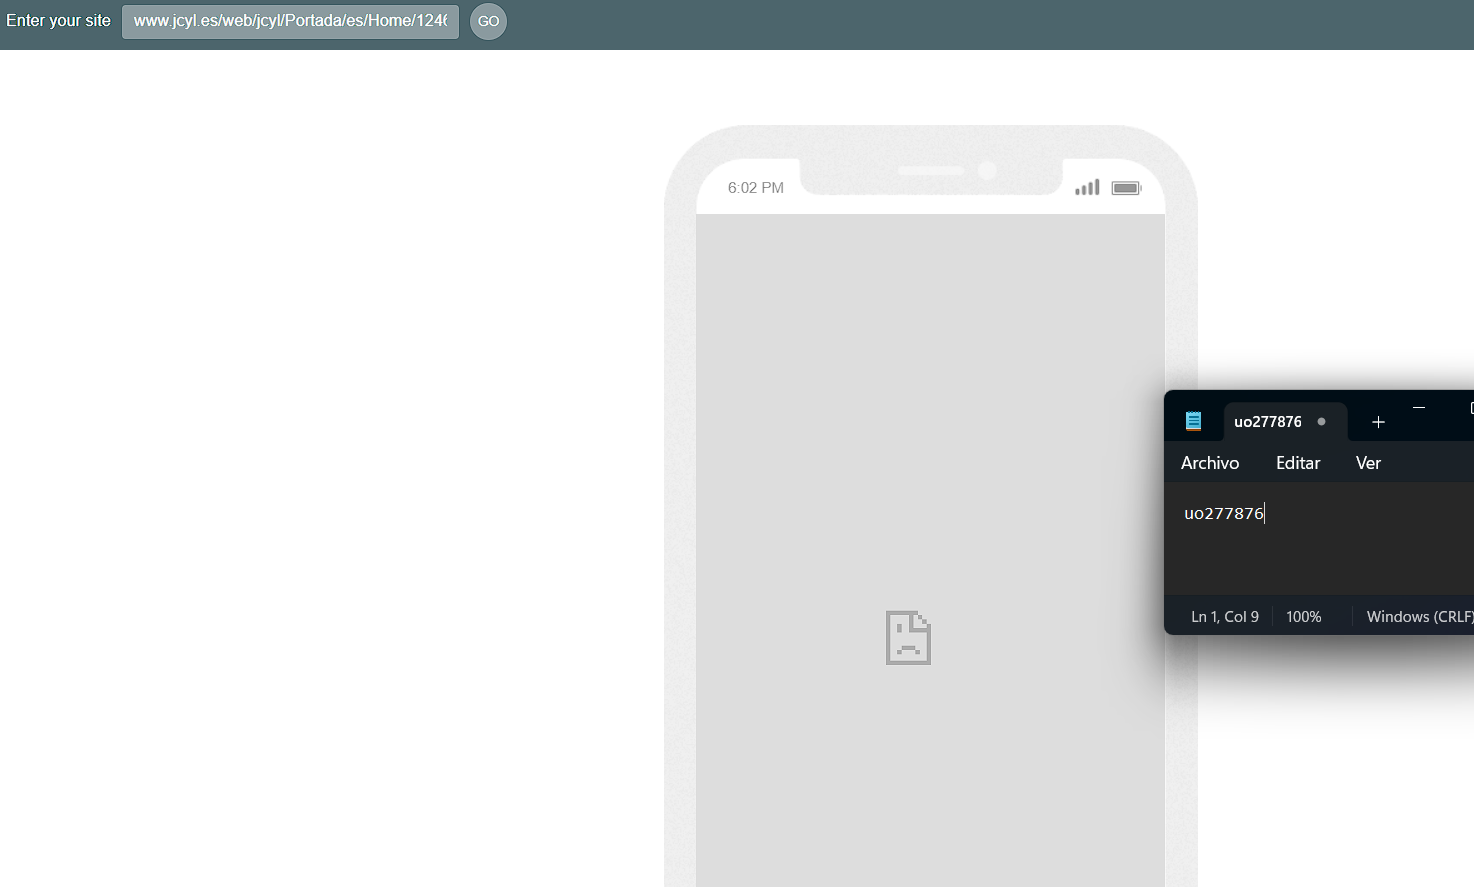 Enter your site
www.jcyl.es/web/jcyl/Portada/es/Home/1246
GO
6:02 PM
uo277876
Archivo Editar Ver
uo277876
Ln 1, Col 9 100% Windows (CRLF)